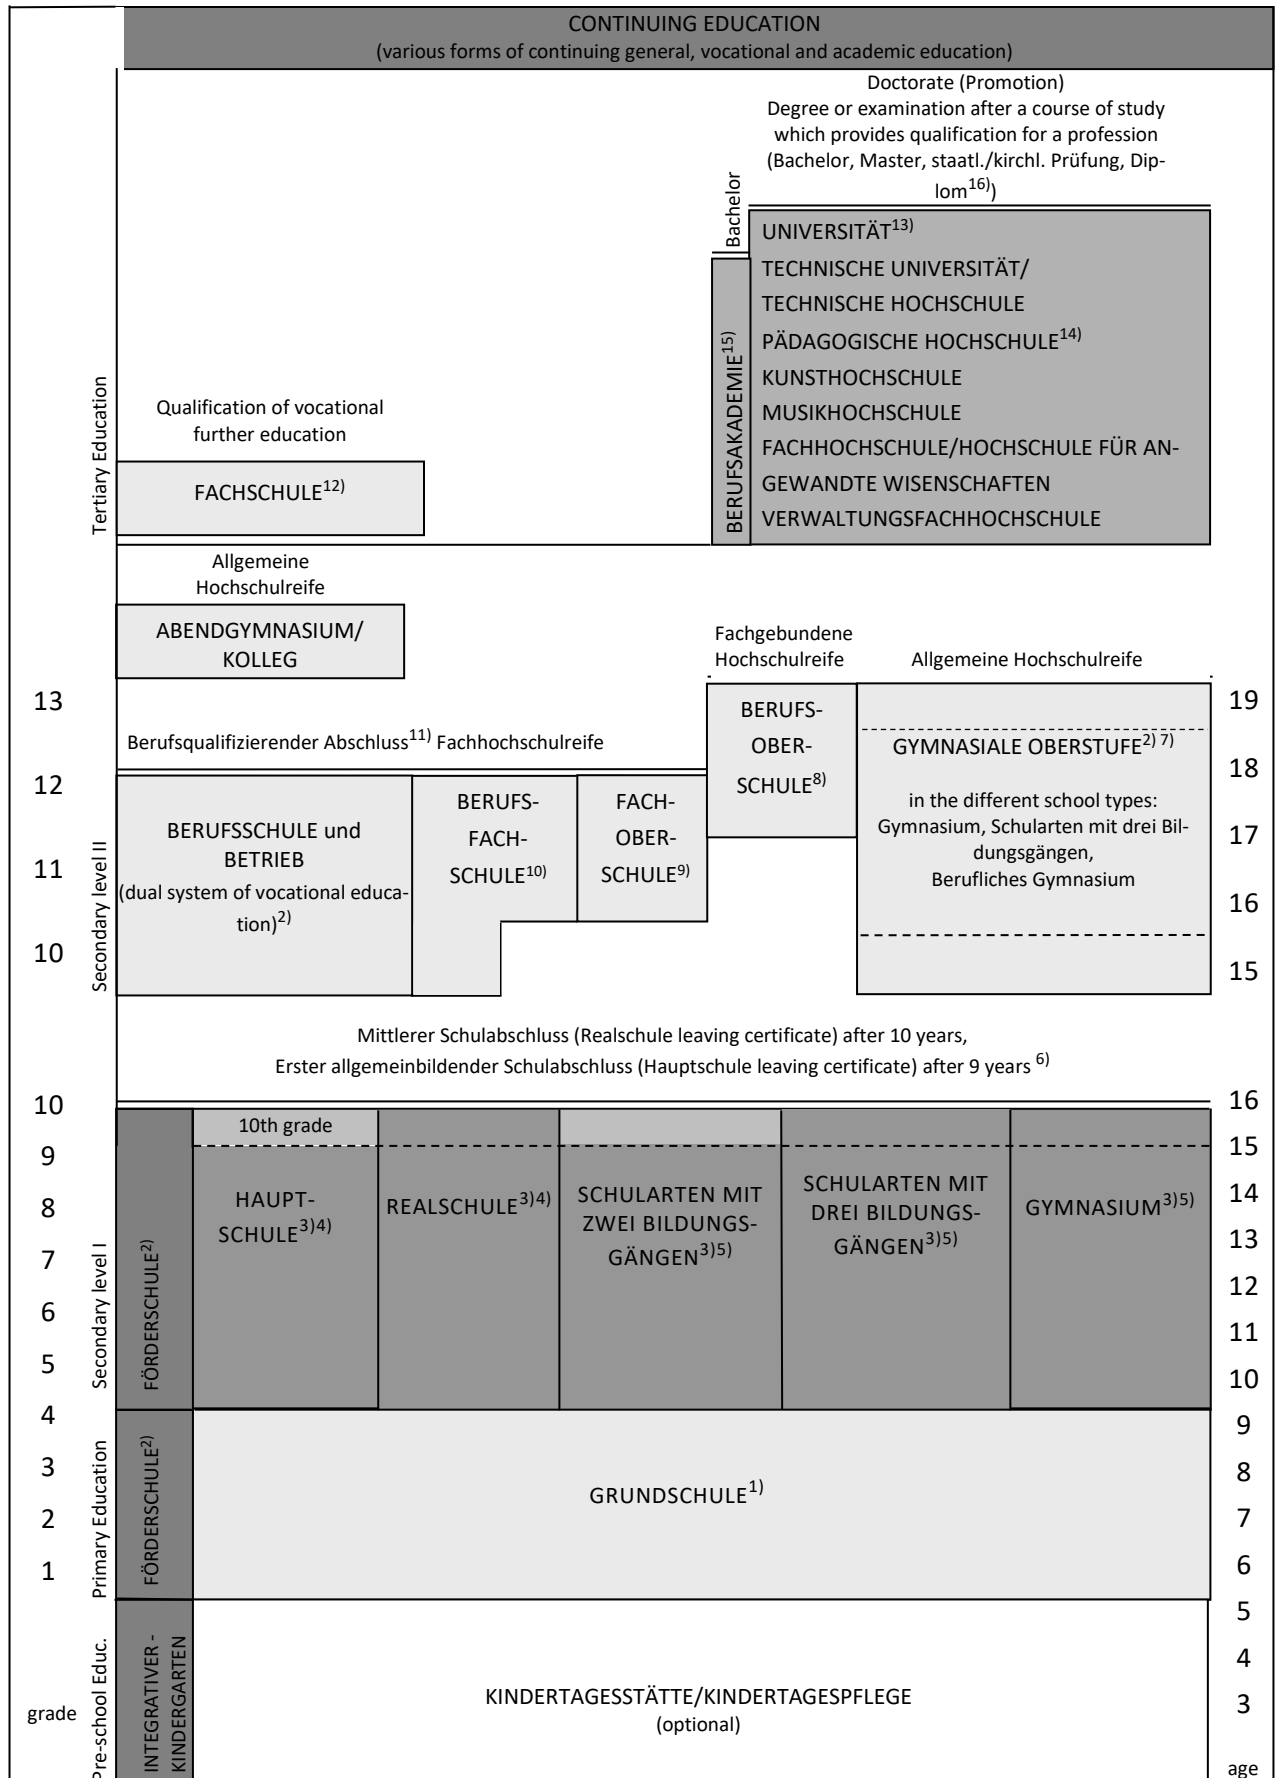 CONTINUING EDUCATION
(various forms of continuing general, vocational and academic education)
Doctorate (Promotion)
Degree or examination after a course of study
which provides qualification for a profession
(Bachelor, Master, staatl./kirchl. Prüfung, Dip-
lom16))
Bachelor
UNIVERSITÄT13)
TECHNISCHE UNIVERSITÄT/
TECHNISCHE HOCHSCHULE
PÄDAGOGISCHE HOCHSCHULE14)
KUNSTHOCHSCHULE
MUSIKHOCHSCHULE
FACHHOCHSCHULE/HOCHSCHULE FÜR AN-
GEWANDTE WISENSCHAFTEN
VERWALTUNGSFACHHOCHSCHULE
BERUFSAKADEMIE15)
Tertiary Education
Qualification of vocational
further education
FACHSCHULE12)
Allgemeine
Hochschulreife
ABENDGYMNASIUM/
KOLLEG
Fachgebundene
Hochschulreife
Allgemeine Hochschulreife
13
19
BERUFS-
OBER-
SCHULE8)
GYMNASIALE OBERSTUFE2) 7)
in the different school types:
Gymnasium, Schularten mit drei Bil-
dungsgängen,
Berufliches Gymnasium
Berufsqualifizierender Abschluss11) Fachhochschulreife
18
12
17
11
16
10
15
Secondary level II
BERUFSSCHULE und
BETRIEB
(dual system of vocational educa-
tion)2)
BERUFS-
FACH-
SCHULE10)
FACH-
OBER-
SCHULE9)
Mittlerer Schulabschluss (Realschule leaving certificate) after 10 years,
Erster allgemeinbildender Schulabschluss (Hauptschule leaving certificate) after 9 years 6)
10
16
10th grade
9
15
8
14
7
13
6
12
5
11
10
Secondary level I
FÖRDERSCHULE2)
HAUPT-
SCHULE3)4)
REALSCHULE3)4)
SCHULARTEN MIT
ZWEI BILDUNGS-
GÄNGEN3)5)
SCHULARTEN MIT
DREI BILDUNGS-
GÄNGEN3)5)
GYMNASIUM3)5)
4
9
3
8
2
7
1
6
Primary Education
FÖRDERSCHULE2)
GRUNDSCHULE1)
5
4
3
Pre-school Educ.
INTEGRATIVER -
KINDERGARTEN
KINDERTAGESSTÄTTE/KINDERTAGESPFLEGE
(optional)
grade
age